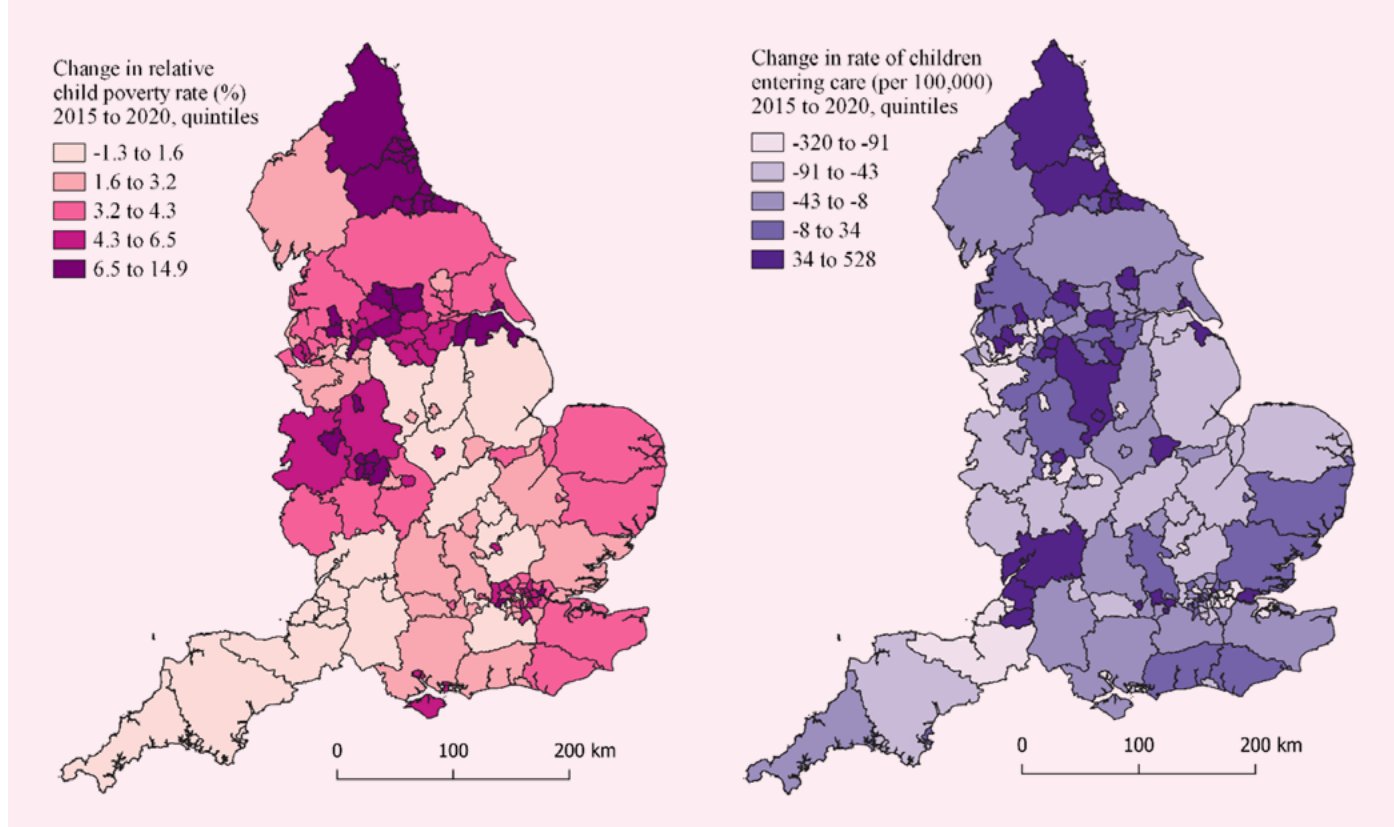 Change in relative
child poverty rate (%)
2015 to 2020, quintiles
-1.3 to 1.6
1.6 to 3.2
3.2 to 4.3
4.3 to 6.5
6.5 to 14.9
0 100 200 km
Change in rate of children
entering care (per 100,000)
2015 to 2020, quintiles
-320 to -91
-91 to -43
-43 to -8
-8 to 34
34 to 528
0 100 200 km